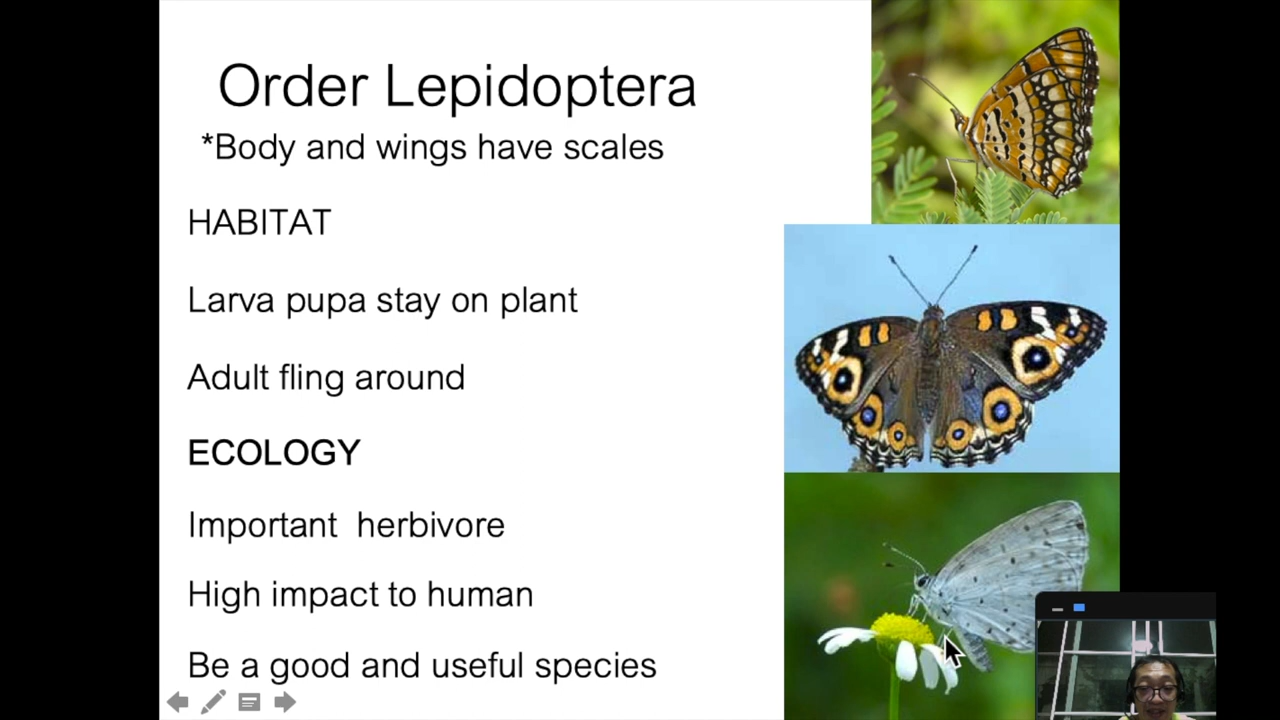 Order Lepidoptera
*Body and wings have scales
HABITAT
Larva pupa stay on plant
Adult fling around
ECOLOGY
Important herbivore
High impact to human
Be a good and useful species